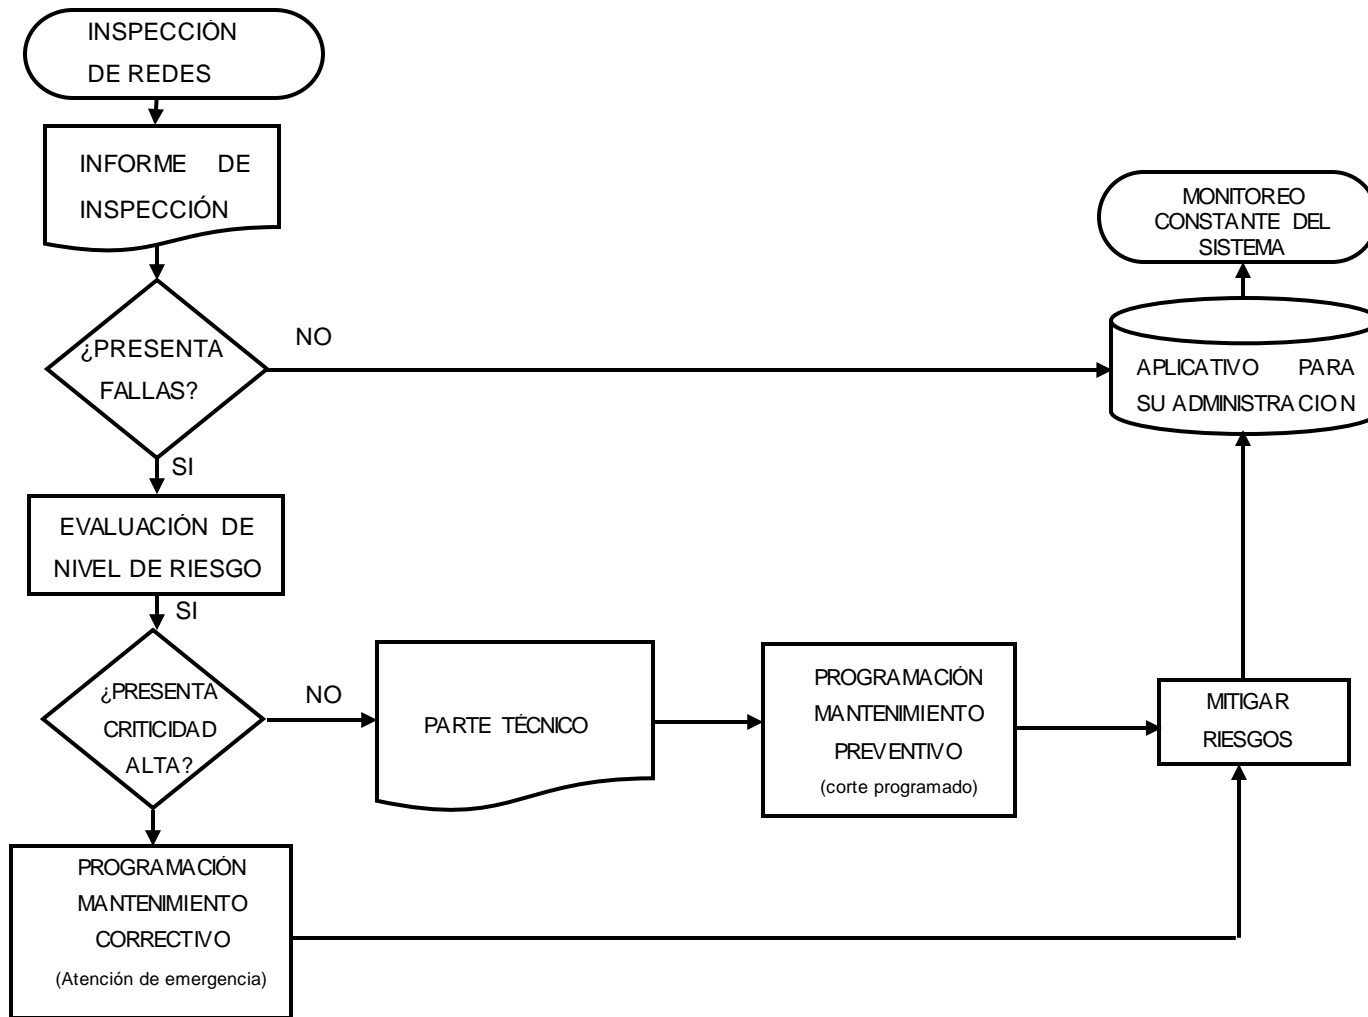 INSPECCIÓN
DE REDES
INFORME DE
INSPECCIÓN
¿PRESENTA
FALLAS?
NO
SI
MONITOREO
CONSTANTE DEL
SISTEMA
APLICATIVO PARA
SU ADMINISTRACION
EVALUACIÓN DE
NIVEL DE RIESGO
SI
¿PRESENTA
CRITICIDAD
ALTA?
NO
PARTE TÉCNICO
PROGRAMACIÓN
MANTENIMIENTO
PREVENTIVO
(corte programado)
MITIGAR
RIESGOS
PROGRAMACIÓN
MANTENIMIENTO
CORRECTIVO
(Atención de emergencia)